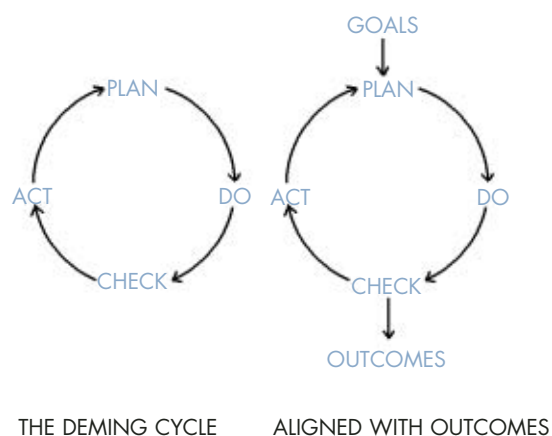 PLAN
DO
CHECK
ACT
THE DEMING CYCLE
GOALS
PLAN
DO
CHECK
ACT
OUTCOMES
ALIGNED WITH OUTCOMES